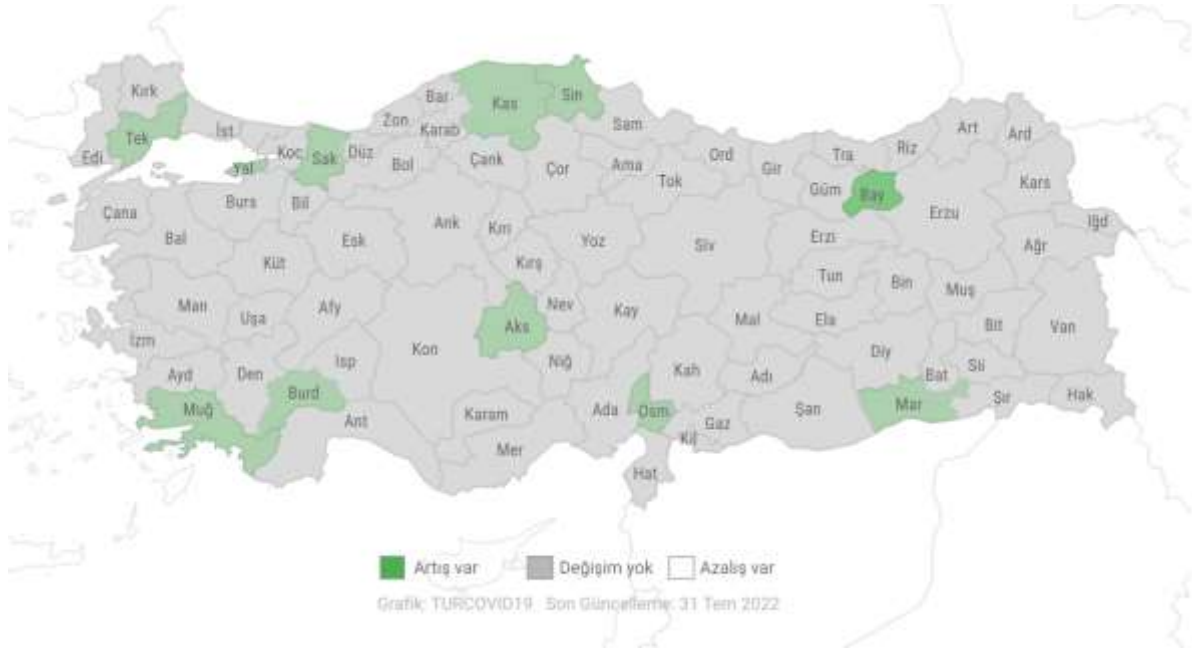 Kırk
Tek
Edi
İst
Yal
Koc
Sak
Düz
Zon
Bar
Karab
Kas
Sin
Bol
Çank
Sam
Çor
Ama
Tok
Ord
Gir
Tra
Güm
Bay
Riz
Art
Ard
Kars
Iğd
Erzu
Ağr
Çana
Bal
Burs
Bil
Küt
Esk
Ank
Kırı
Kırş
Yoz
Siv
Erzi
Tun
Bin
Muş
Man
Uşa
Afy
Kon
Aks
Nev
Kay
Mal
Ela
Bit
Van
İzm
Ayd
Den
Isp
Burd
Muğ
Ant
Karam
Mer
Niğ
Ada
Osm
Kah
Adı
Diy
Bat
Sii
Mar
Şır
Hak
Şan
Gaz
Kil
Hat
Artış var
Değişim yok
Azalış var
Grafik: TURCOVID19 Son Güncelleme: 31 Tem 2022